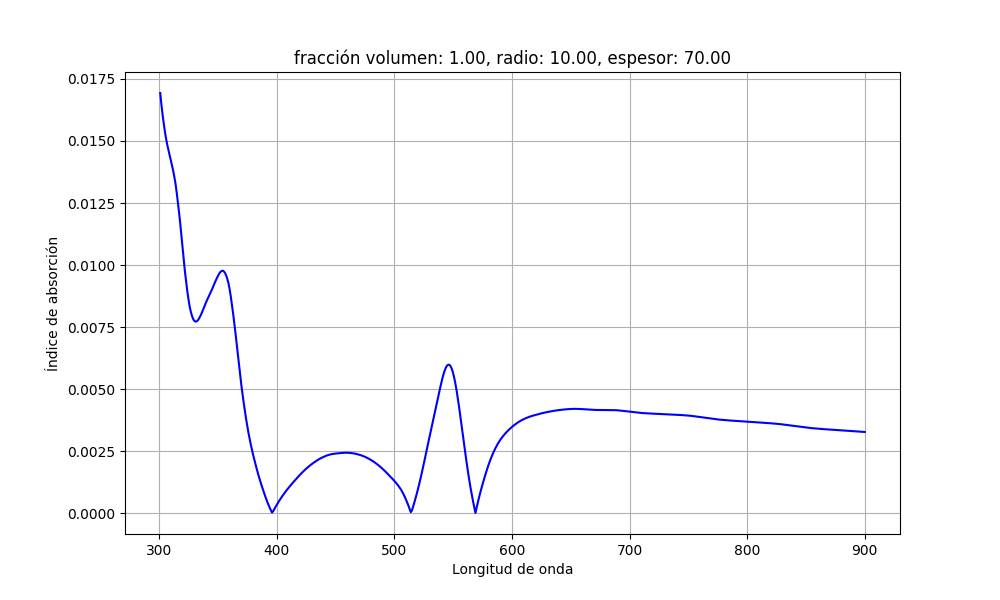 fracción volumen: 1.00, radio: 10.00, espesor: 70.00
0.0175
0.0150
0.0125
0.0100
0.0075
0.0050
0.0025
0.0000
Índice de absorción
300 400 500 600 700 800 900
Longitud de onda